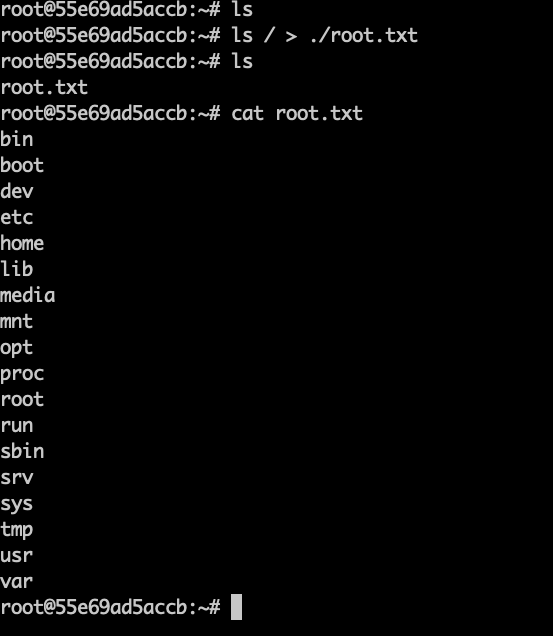 root@55e69ad5accb:~# ls
root@55e69ad5accb:~# ls / > ./root.txt
root@55e69ad5accb:~# ls
root.txt
root@55e69ad5accb:~# cat root.txt
bin
boot
dev
etc
home
lib
media
mnt
opt
proc
root
run
sbin
srv
sys
tmp
usr
var
root@55e69ad5accb:~#